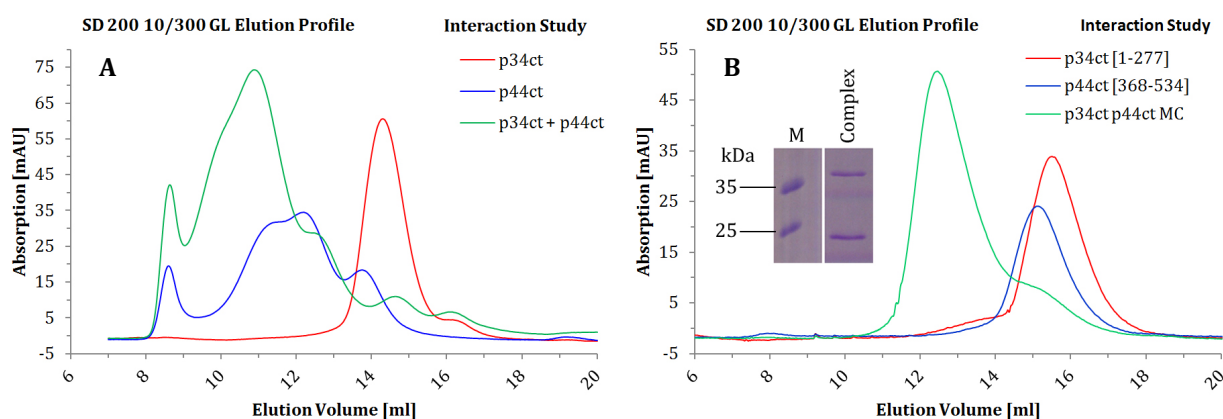 SD 200 10/300 GL Elution Profile
Interaction Study
A
p34ct
p44ct
p34ct + p44ct
Absorption [mAU]
75
65
55
45
35
25
15
5
-5
6
8
10
12
14
16
18
20
Elution Volume [ml]
SD 200 10/300 GL Elution Profile
Interaction Study
B
p34ct [1-277]
p44ct [368-534]
p34ct p44ct MC
kDa
M
Complex
35
25
Absorption [mAU]
55
45
35
25
15
5
-5
6
8
10
12
14
16
18
20
Elution Volume [ml]